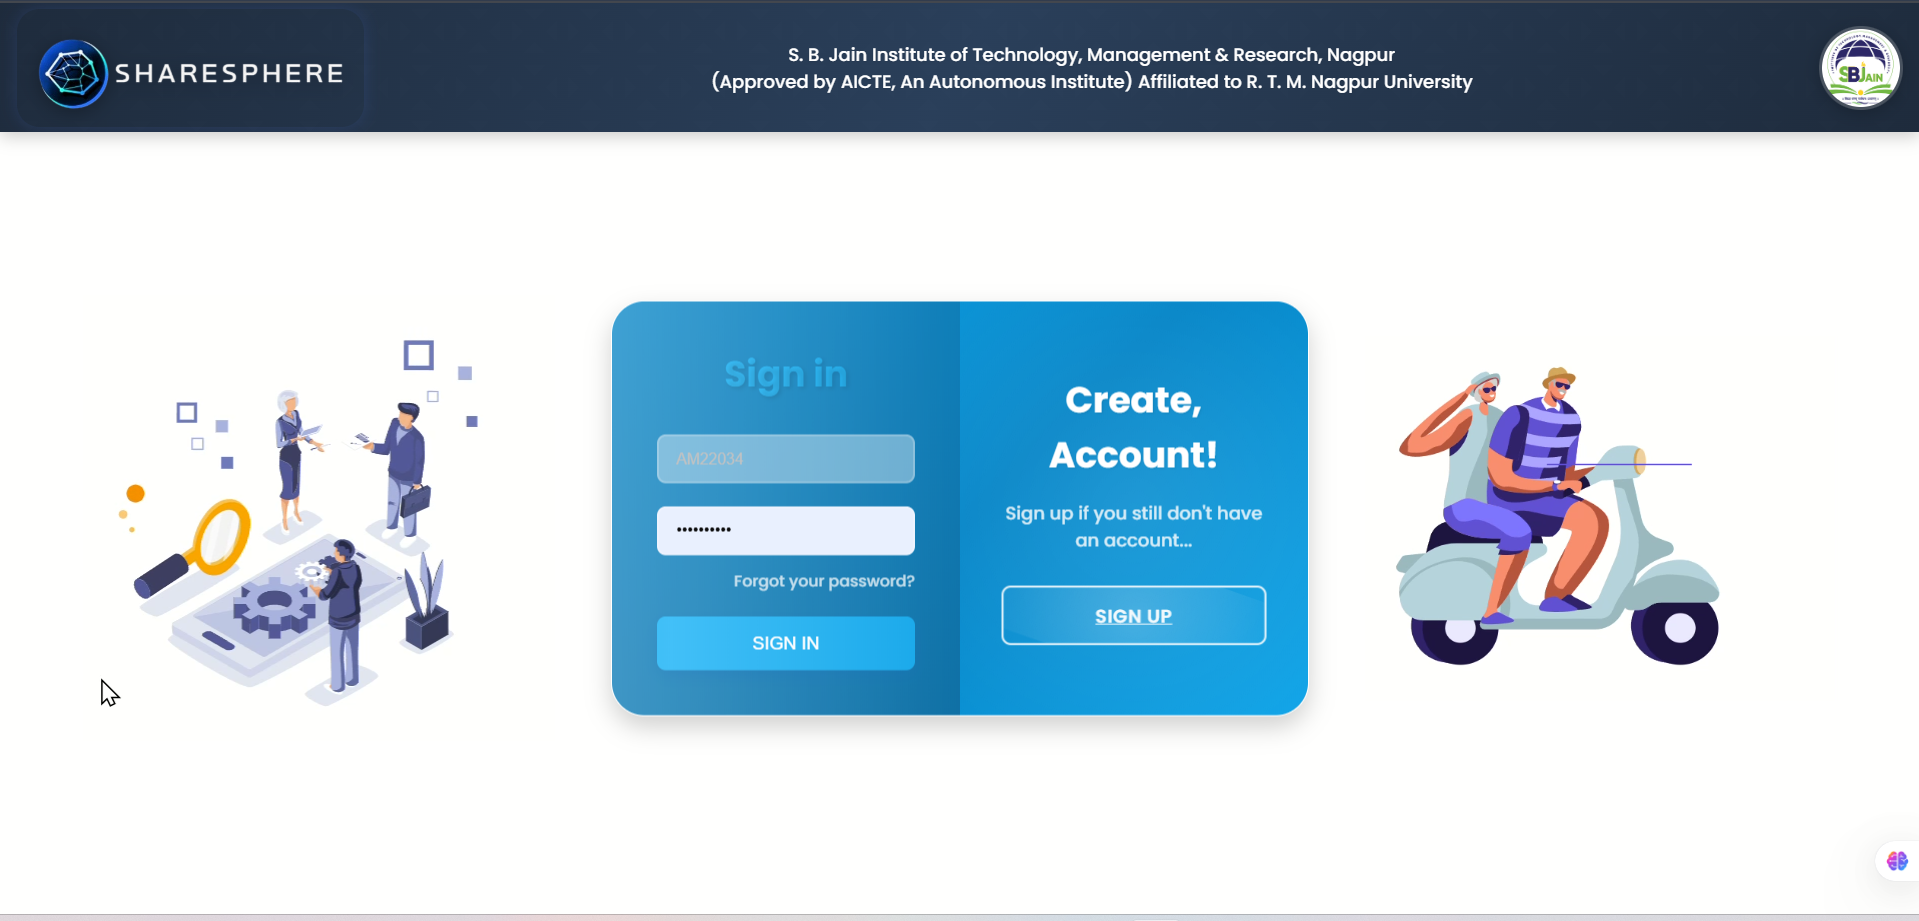 SHARESPHERE
S. B. Jain Institute of Technology, Management & Research, Nagpur
(Approved by AICTE, An Autonomous Institute) Affiliated to R. T. M. Nagpur University
SBJAIN
Sign in
AM22034
••••••••••
Forgot your password?
SIGN IN
Create,
Account!
Sign up if you still don't have
an account...
SIGN UP